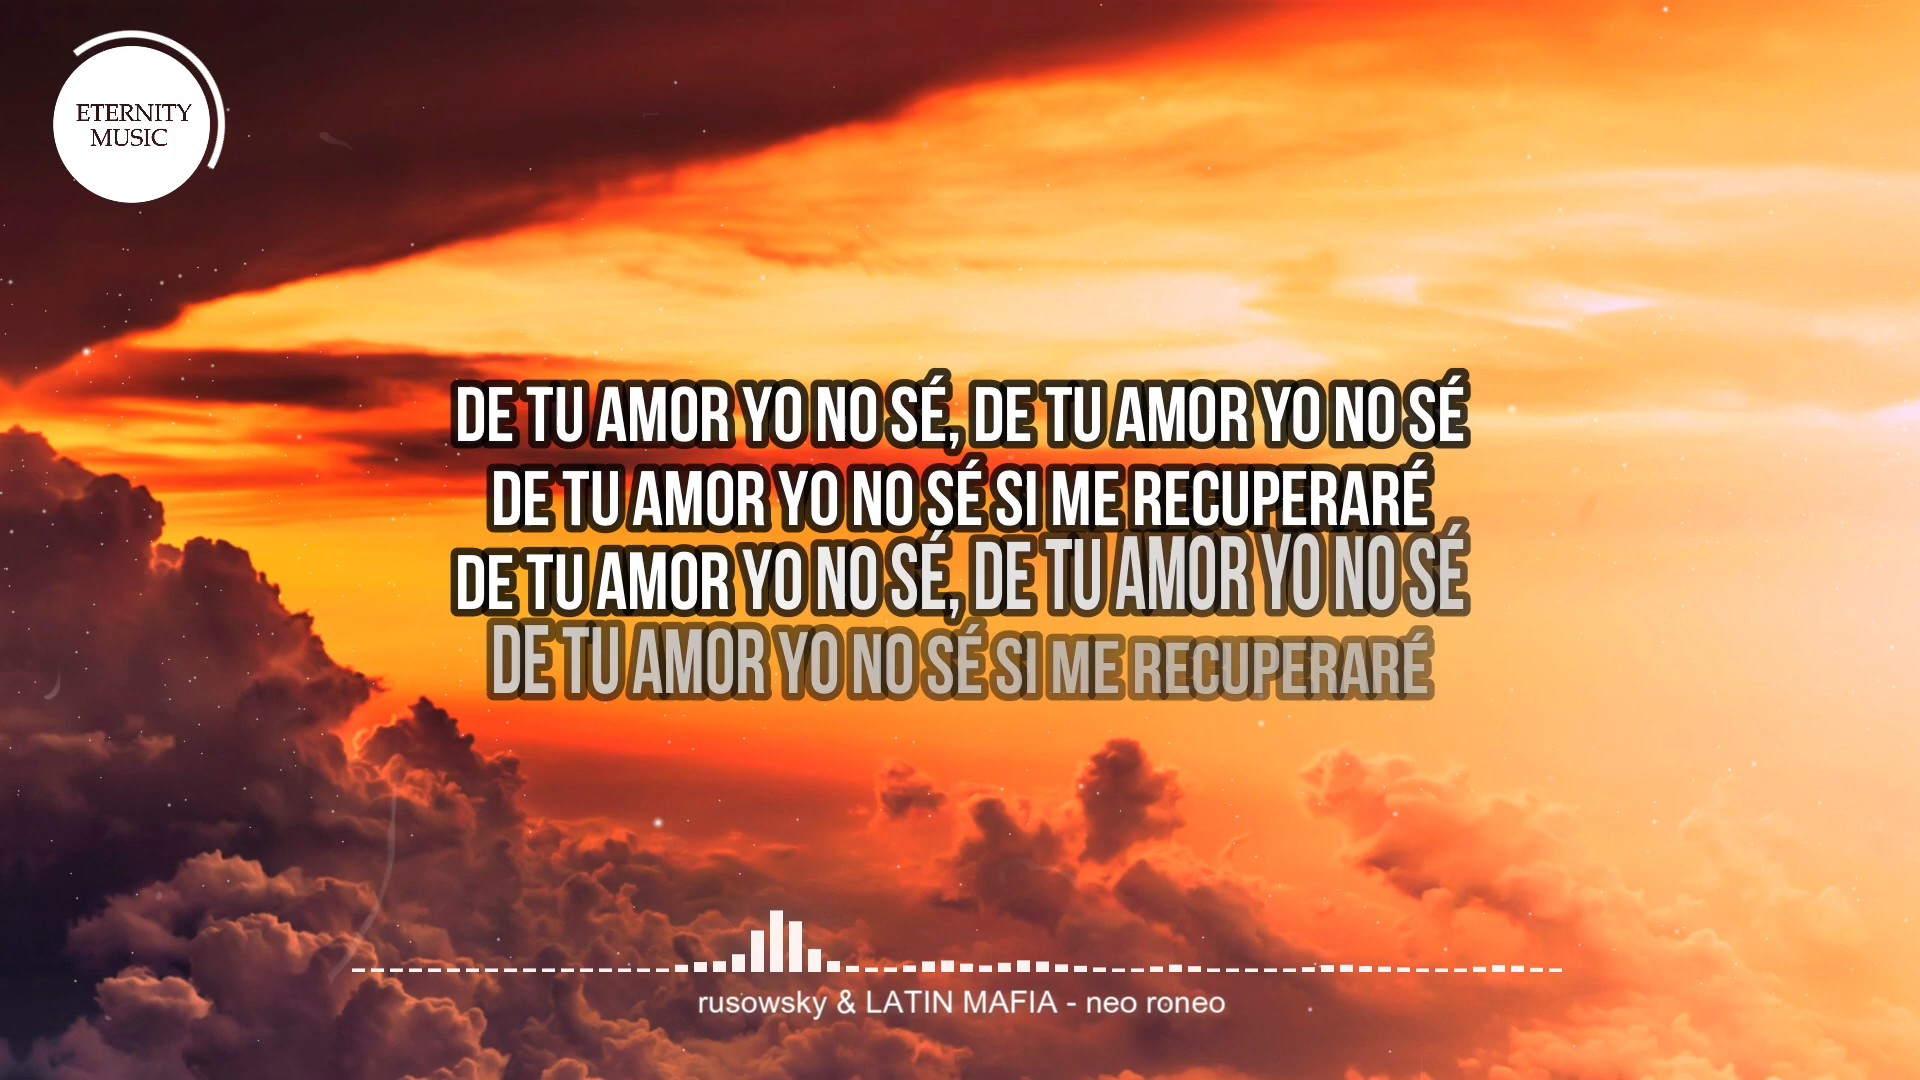 ETERNITY
MUSIC
DE TU AMOR YO NO SÉ, DE TU AMOR YO NO SÉ
DE TU AMOR YO NO SÉ SI ME RECUPERARÉ
DE TU AMOR YO NO SÉ, DE TU AMOR YO NO SÉ
DE TU AMOR YO NO SÉ SI ME RECUPERARÉ
rusowsky & LATIN MAFIA - neo roneo